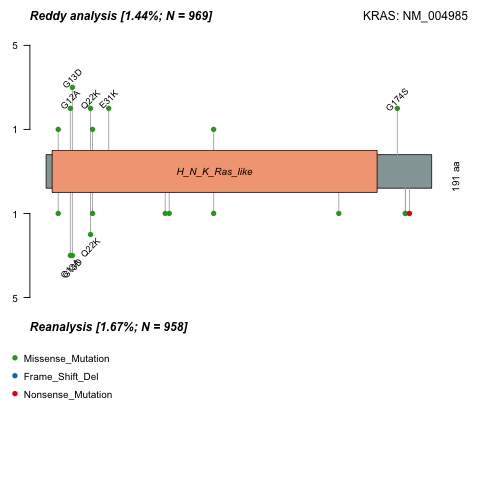 Reddy analysis [1.44%; N = 969]
KRAS: NM_004985
5
G13D
G12A
Q22K
E31K
G174S
1
H_N_K_Ras_like
191 aa
1
Q22K
G13D
5
Reanalysis [1.67%; N = 958]
Missense_Mutation
Frame_Shift_Del
Nonsense_Mutation